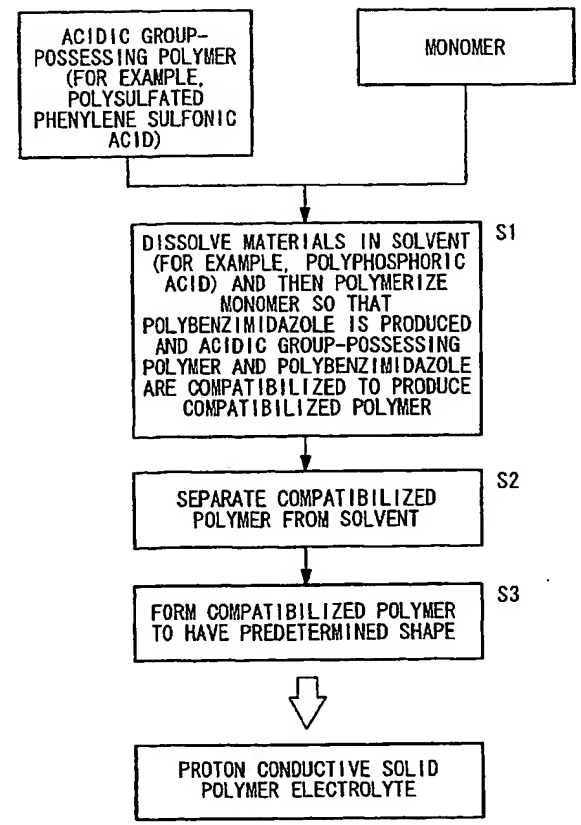 ACIDIC GROUP-
POSSESSING POLYMER
(FOR EXAMPLE,
POLYSULFATED
PHENYLENE SULFONIC
ACID)
MONOMER
S1
DISSOLVE MATERIALS IN SOLVENT
(FOR EXAMPLE, POLYPHOSPHORIC
ACID) AND THEN POLYMERIZE
MONOMER SO THAT
POLYBENZIMIDAZOLE IS PRODUCED
AND ACIDIC GROUP-POSSESSING
POLYMER AND POLYBENZIMIDAZOLE
ARE COMPATIBILIZED TO PRODUCE
COMPATIBILIZED POLYMER
S2
SEPARATE COMPATIBILIZED
POLYMER FROM SOLVENT
S3
FORM COMPATIBILIZED POLYMER
TO HAVE PREDETERMINED SHAPE
PROTON CONDUCTIVE SOLID
POLYMER ELECTROLYTE